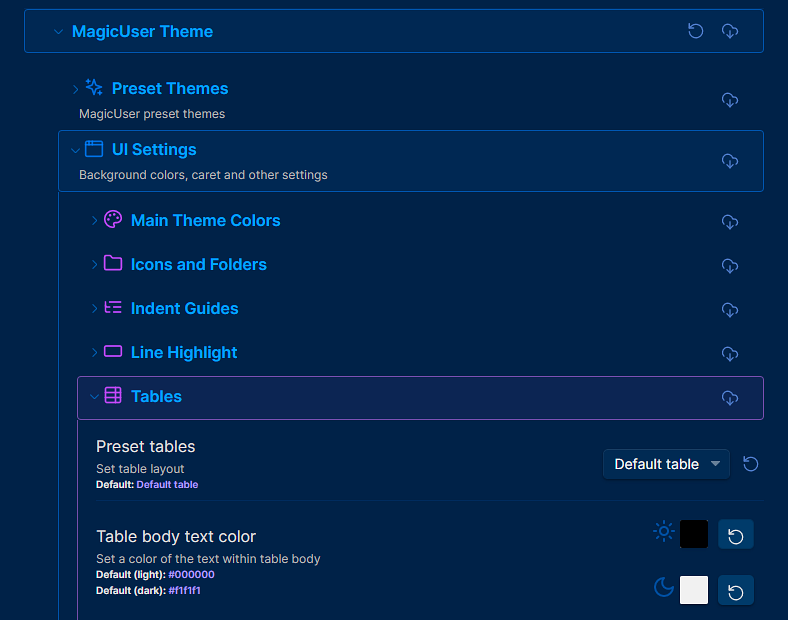 MagicUser Theme
Preset Themes
MagicUser preset themes
UI Settings
Background colors, caret and other settings
Main Theme Colors
Icons and Folders
Indent Guides
Line Highlight
Tables
Preset tables
Set table layout
Default: Default table
Default table
Table body text color
Set a color of the text within table body
Default (light): #000000
Default (dark): #f1f1f1